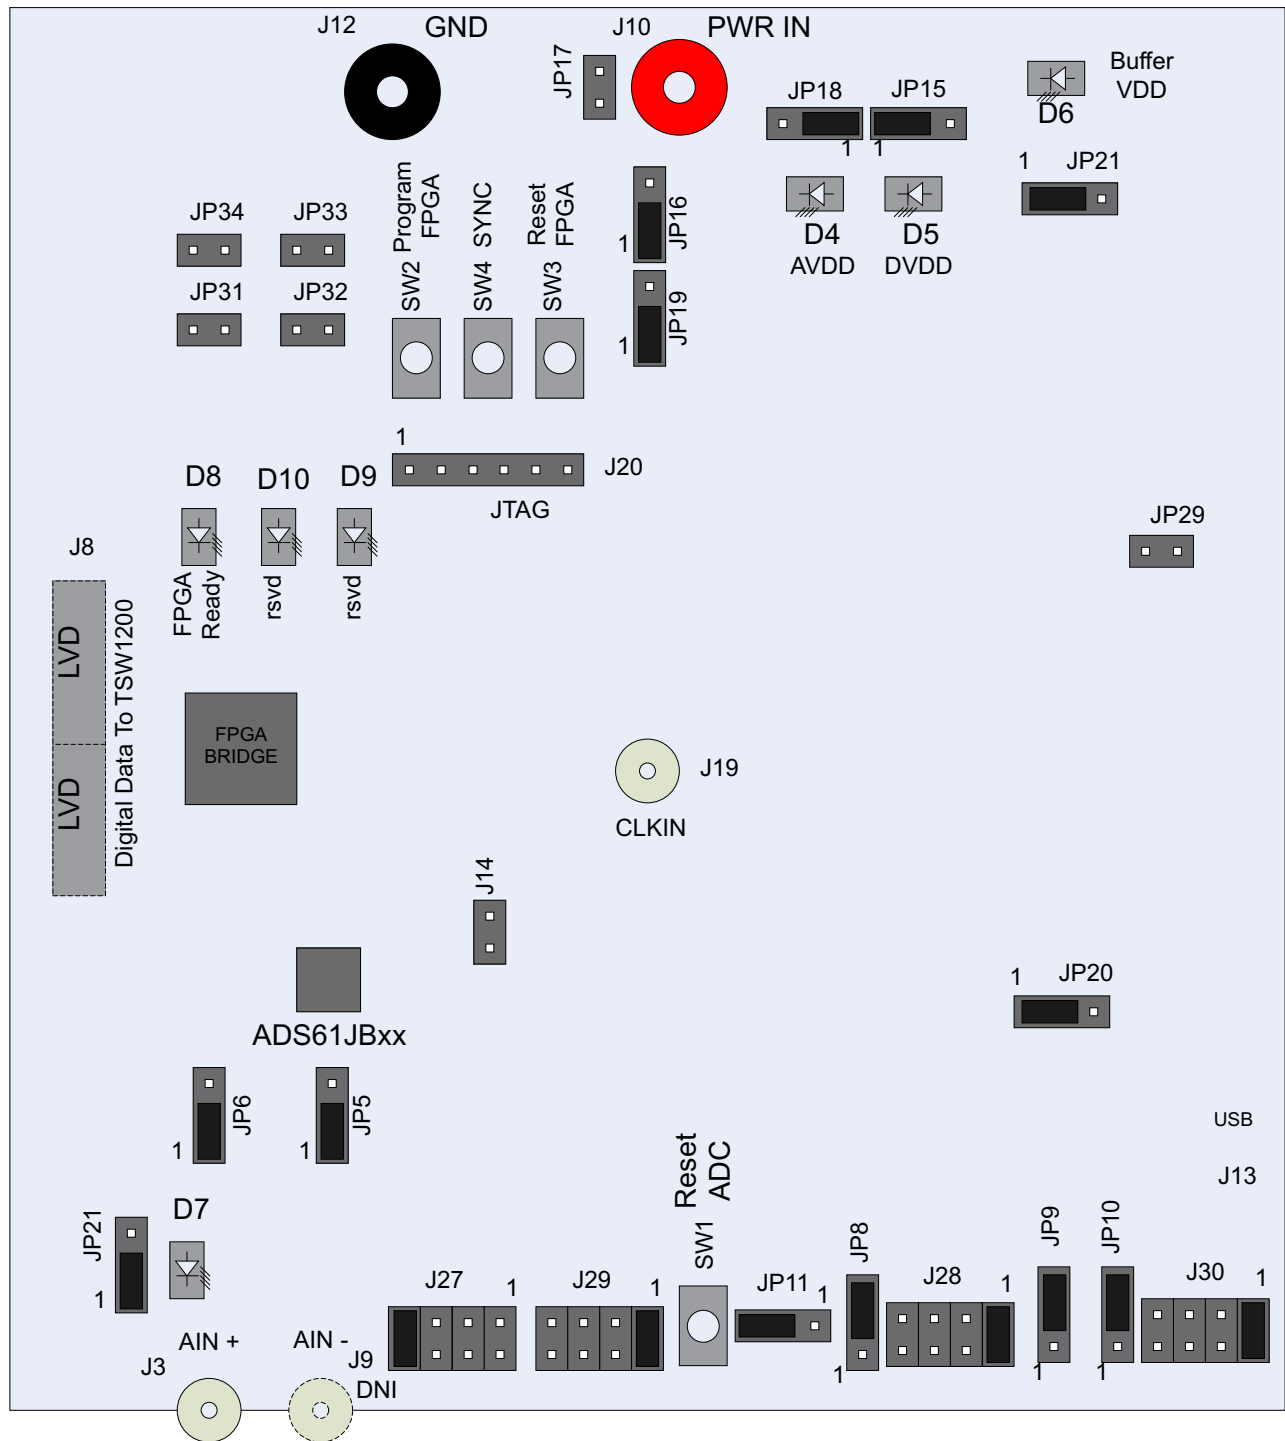 J12
GND
J10
PWR IN
JP17
JP18
JP15
1
1
Buffer
VDD
D6
1
JP21
JP34
JP33
JP31
JP32
Program
FPGA
SW2
SYNC
SW4
Reset
FPGA
SW3
JP16
1
JP19
1
D4
AVDD
D5
DVDD
1
J20
JTAG
D8
D10
D9
FPGA
Ready
rsvd
rsvd
JP29
J8
LVD
LVD
Digital Data To TSW1200
FPGA
BRIDGE
J19
CLKIN
J14
ADS61JBxx
1
JP20
JP6
1
JP5
1
USB
J13
JP21
1
D7
Reset
ADC
SW1
J27
1
J29
1
JP11
1
JP8
1
J28
1
JP9
1
JP10
1
J30
1
AIN +
J3
AIN -
J9
DNI